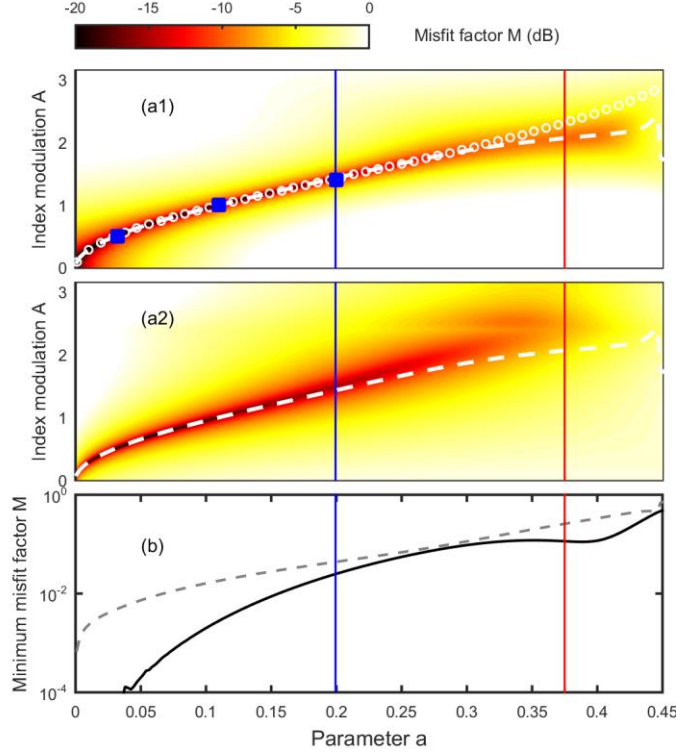 -20 -15 -10 -5 0
Misfit factor M (dB)
3
2
1
0
Index modulation A
(a1)
3
2
1
0
Index modulation A
(a2)
10^0
10^-2
10^-4
Minimum misfit factor M
(b)
0 0.05 0.1 0.15 0.2 0.25 0.3 0.35 0.4 0.45
Parameter a